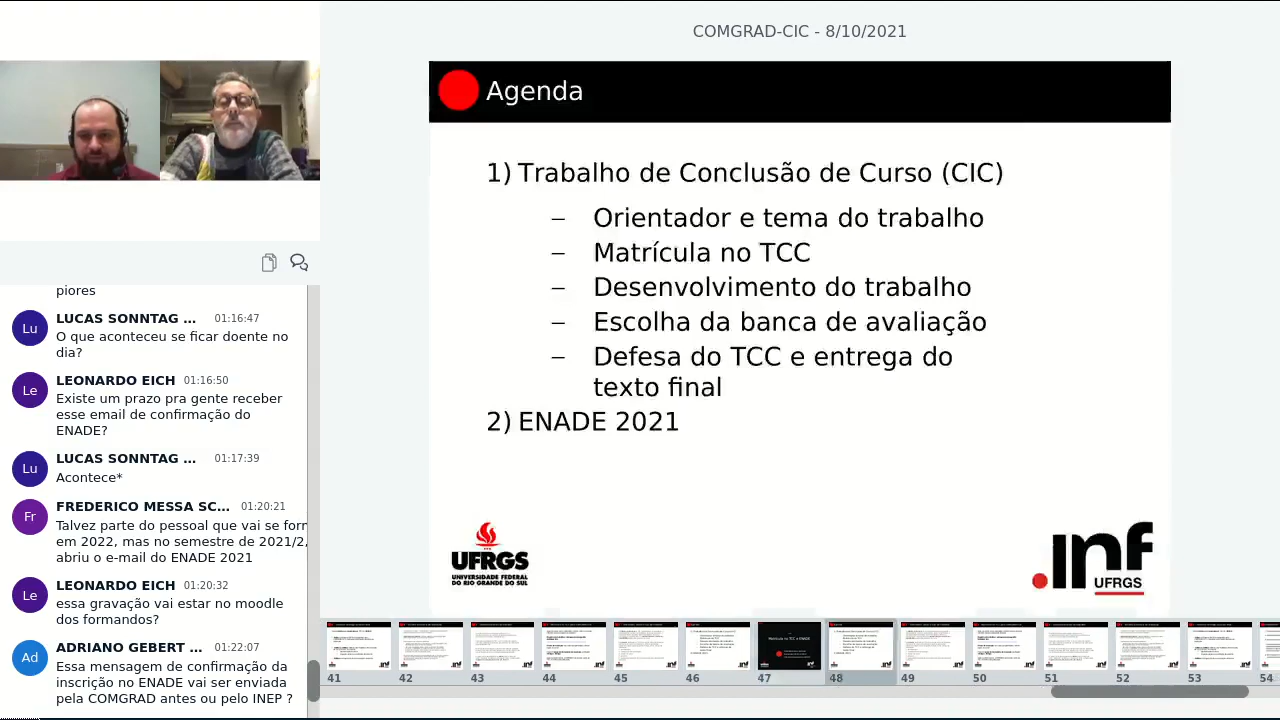 COMGRAD-CIC - 8/10/2021
Agenda
1) Trabalho de Conclusão de Curso (CIC)
– Orientador e tema do trabalho
– Matrícula no TCC
– Desenvolvimento do trabalho
– Escolha da banca de avaliação
– Defesa do TCC e entrega do
texto final
2) ENADE 2021
UFRGS
UNIVERSIDADE FEDERAL
DO RIO GRANDE DO SUL
.inf
UFRGS
piores
Lu
LUCAS SONNTAG ... 01:16:47
O que aconteceu se ficar doente no
dia?
Le
LEONARDO EICH 01:16:50
Existe um prazo pra gente receber
esse email de confirmação do
ENADE?
Lu
LUCAS SONNTAG ... 01:17:39
Acontece*
Fr
FREDERICO MESSA SC... 01:20:21
Talvez parte do pessoal que vai se forr
em 2022, mas no semestre de 2021/2,
abriu o e-mail do ENADE 2021
Le
LEONARDO EICH 01:20:32
essa gravação vai estar no moodle
dos formandos?
Ad
ADRIANO GEBERT ...
Essa mensagem de confirmação da
inscrição no ENADE vai ser enviada
pela COMGRAD antes ou pelo INEP ?
41 42 43 44 45 46 47 48 49 50 51 52 53 54